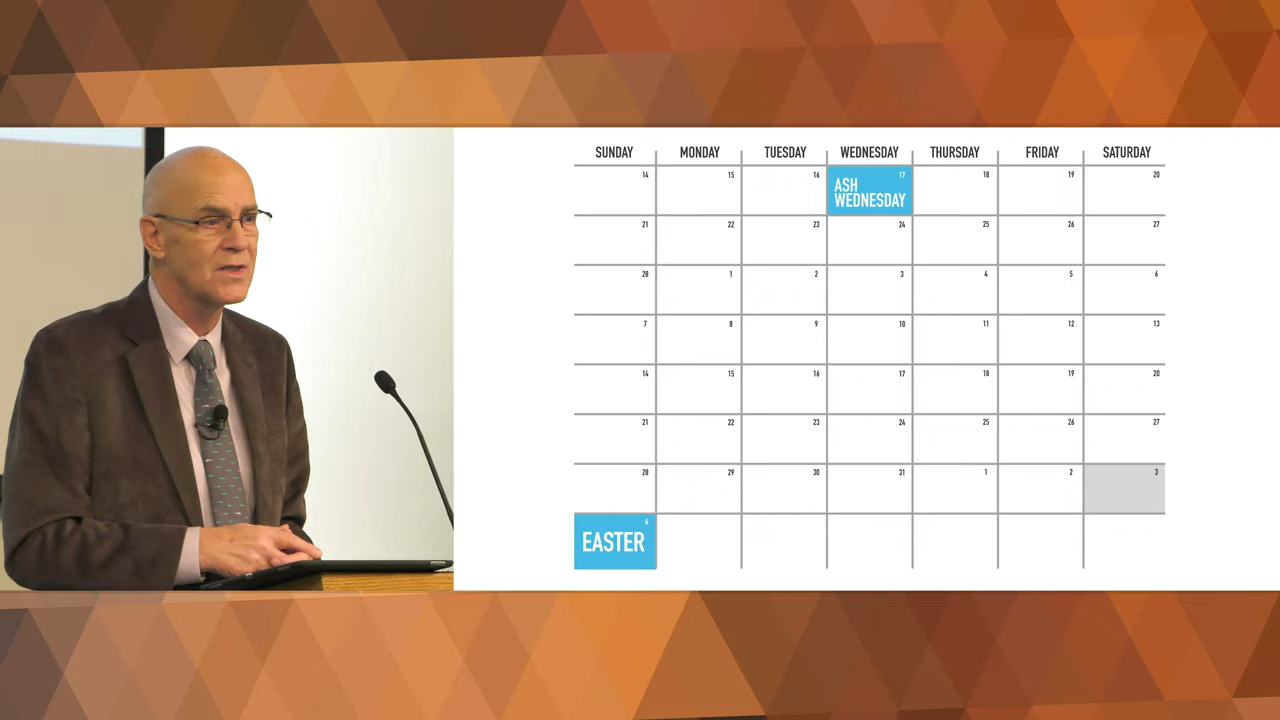 SUNDAY MONDAY TUESDAY WEDNESDAY THURSDAY FRIDAY SATURDAY
14 15 16 17 18 19 20
ASH
WEDNESDAY
21 22 23 24 25 26 27
28 1 2 3 4 5 6
7 8 9 10 11 12 13
14 15 16 17 18 19 20
21 22 23 24 25 26 27
28 29 30 31 1 2 3
4
EASTER